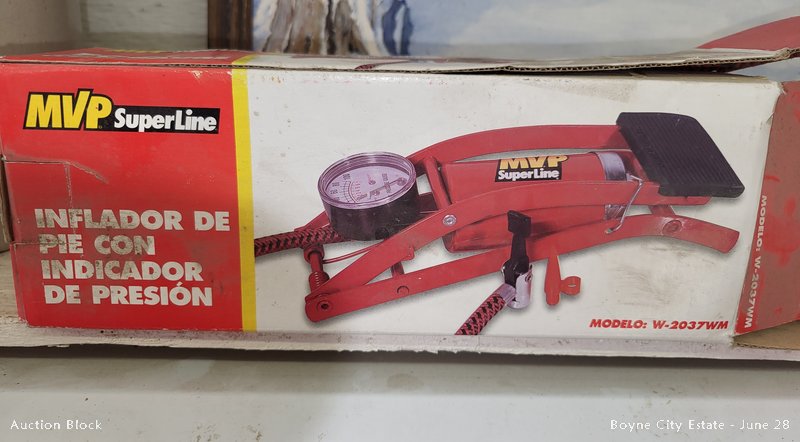 MVP SuperLine
INFLADOR DE
PIE CON
INDICADOR
DE PRESIÓN
MVP
SuperLine
MODELO: W-2037WM
MODELO: W-2037WM
Auction Block
Boyne City Estate - June 28